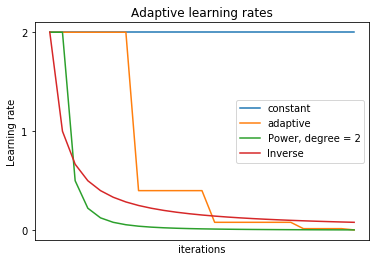 Adaptive learning rates
2
1
0
Learning rate
constant
adaptive
Power, degree = 2
Inverse
iterations